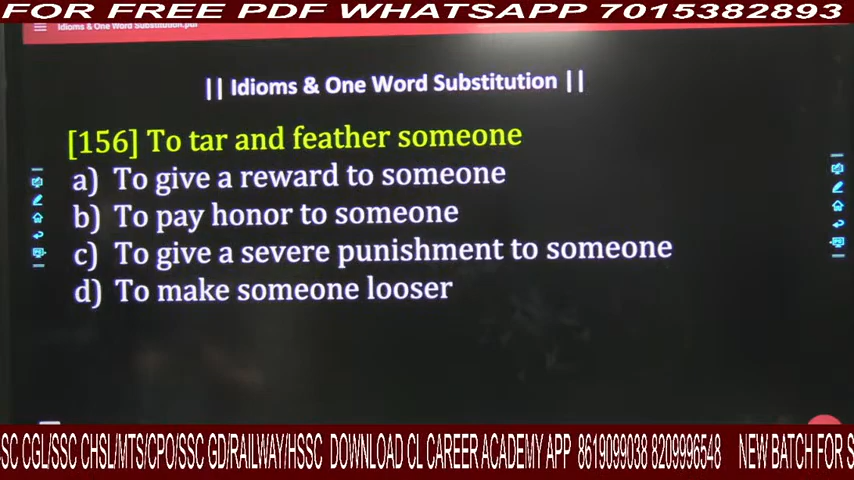 FOR FREE PDF WHATSAPP 7015382893
Idioms & One Word Substitution.pdf
|| Idioms & One Word Substitution ||
[156] To tar and feather someone
a) To give a reward to someone
b) To pay honor to someone
c) To give a severe punishment to someone
d) To make someone looser
SC CGL/SSC CHSL/MTS/CPO/SSC GD/RAILWAY/HSSC DOWNLOAD CL CAREER ACADEMY APP 8619099038 8209996548 NEW BATCH FOR S